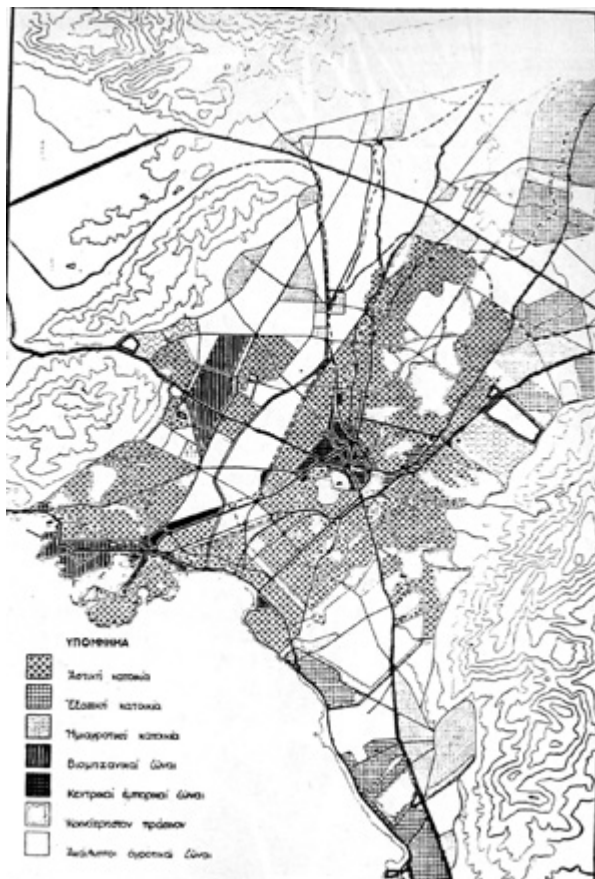 ΥΠΟΜΝΗΜΑ
Ἀστική κατοικία
Ἐξοχική κατοικία
Ἡμιαγροτική κατοικία
Βιομηχανικαί ζῶναι
Κεντρικαί ἐμπορικαί ζῶναι
Κοινόχρηστον πράσινον
ἀγροτικαί ζῶναι